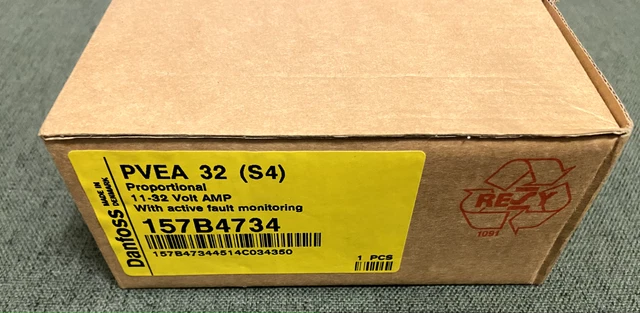 PVEA 32 (S4)
Proportional
11-32 Volt AMP
With active fault monitoring
157B4734
157B47344514C034350
1 PCS
Danfoss
MADE IN
DENMARK
RESY
1091